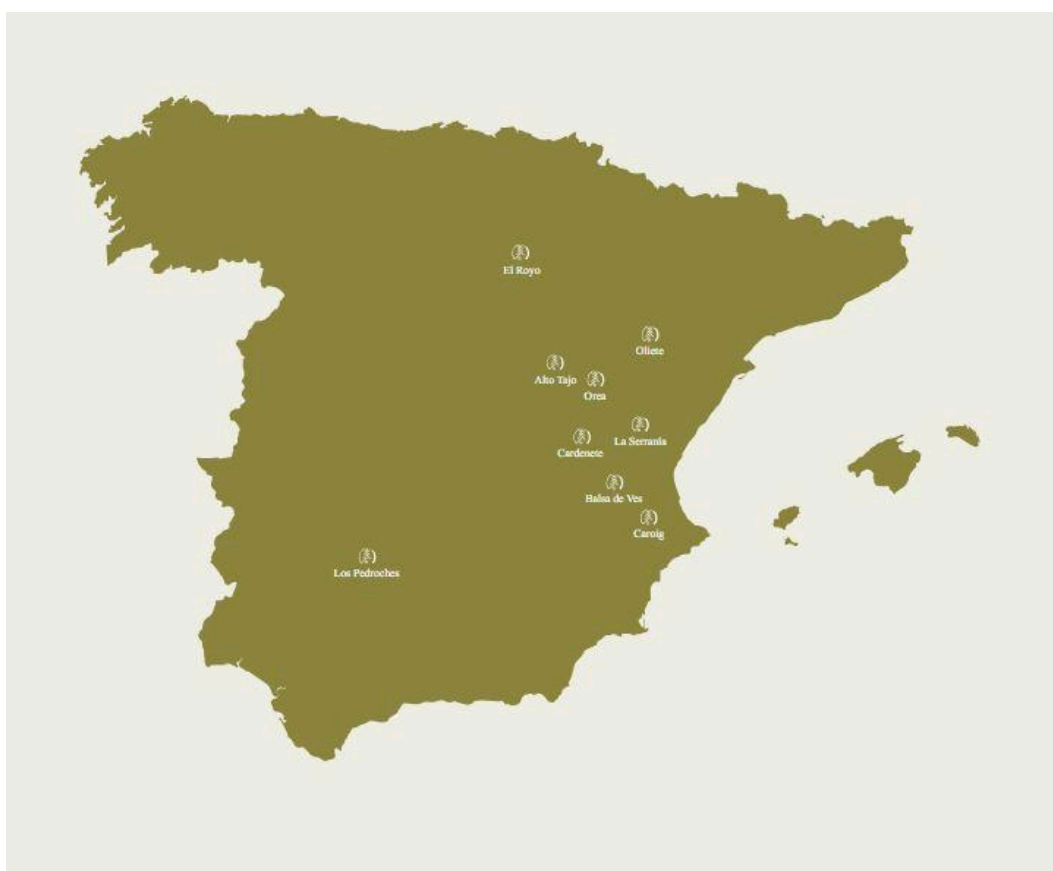 El Royo
Oliete
Alto Tajo
Orea
La Serranía
Cardenete
Balsa de Ves
Caroig
Los Pedroches